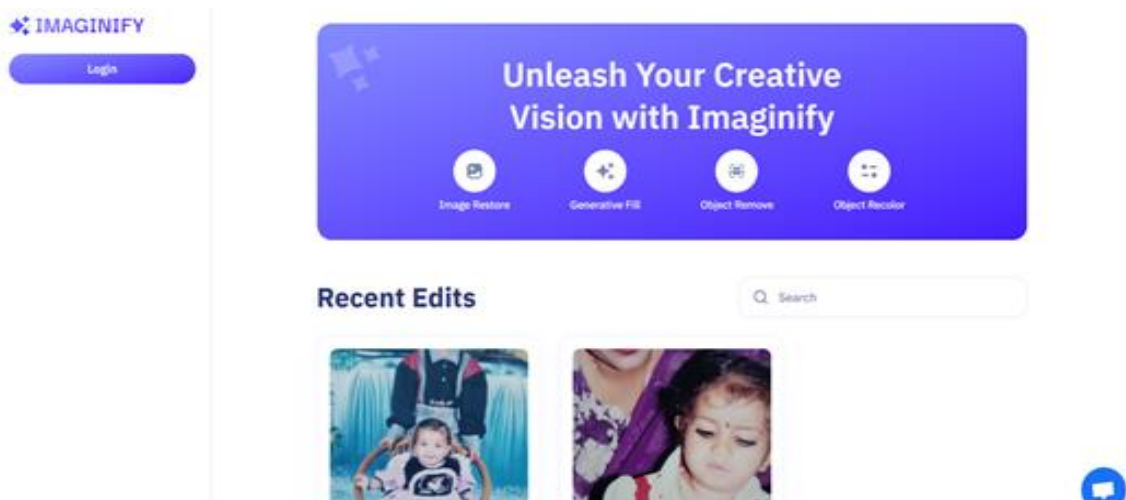 IMAGINIFY
Login
Unleash Your Creative
Vision with Imaginify
Image Restore
Generative Fill
Object Remove
Object Recolor
Recent Edits
Search